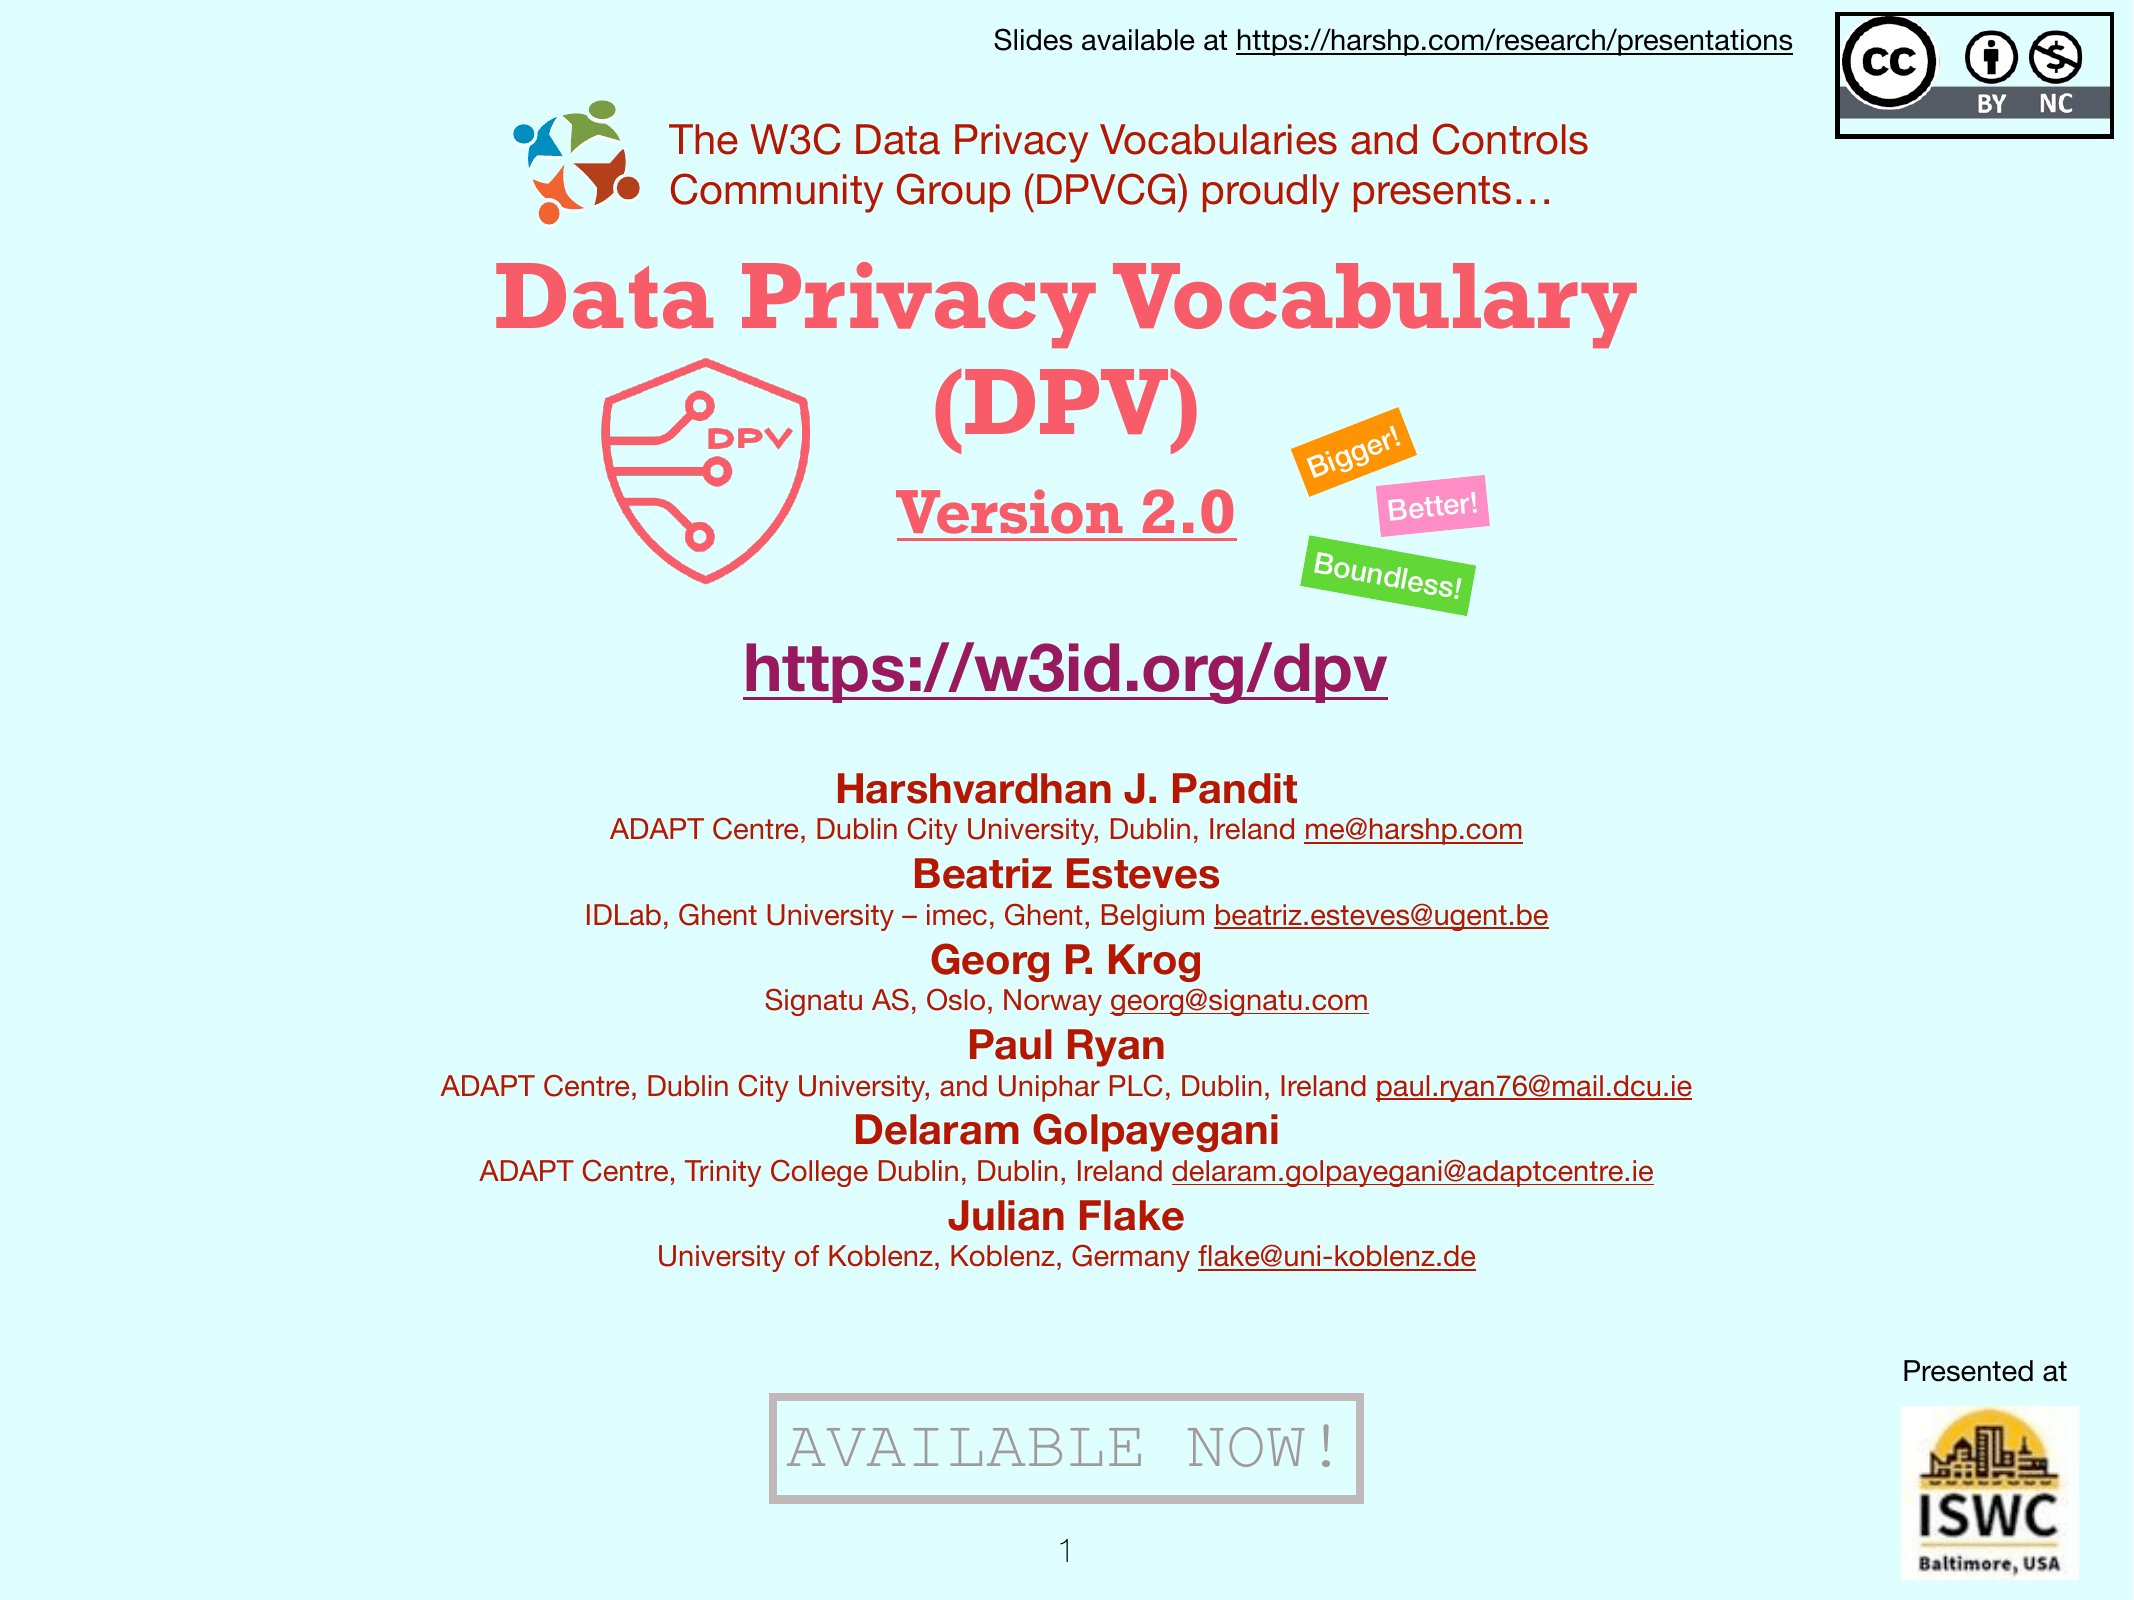 Slides available at https://harshp.com/research/presentations
CC
BY NC
The W3C Data Privacy Vocabularies and Controls
Community Group (DPVCG) proudly presents…
Data Privacy Vocabulary
(DPV)
DPV
Version 2.0
Bigger!
Better!
Boundless!
https://w3id.org/dpv
Harshvardhan J. Pandit
ADAPT Centre, Dublin City University, Dublin, Ireland me@harshp.com
Beatriz Esteves
IDLab, Ghent University – imec, Ghent, Belgium beatriz.esteves@ugent.be
Georg P. Krog
Signatu AS, Oslo, Norway georg@signatu.com
Paul Ryan
ADAPT Centre, Dublin City University, and Uniphar PLC, Dublin, Ireland paul.ryan76@mail.dcu.ie
Delaram Golpayegani
ADAPT Centre, Trinity College Dublin, Dublin, Ireland delaram.golpayegani@adaptcentre.ie
Julian Flake
University of Koblenz, Koblenz, Germany flake@uni-koblenz.de
AVAILABLE NOW!
Presented at
ISWC
Baltimore, USA
1